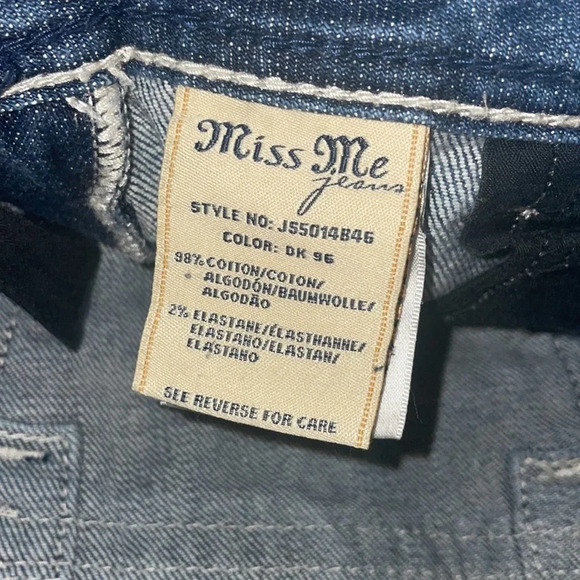 Miss Me
jeans
STYLE NO: JS5014B46
COLOR: DK 96
98% COTTON/COTON/
ALGODÓN/BAUMWOLLE/
ALGODÃO
2% ELASTANE/ÉLASTHANNE/
ELASTANO/ELASTAN/
ELASTANO
SEE REVERSE FOR CARE